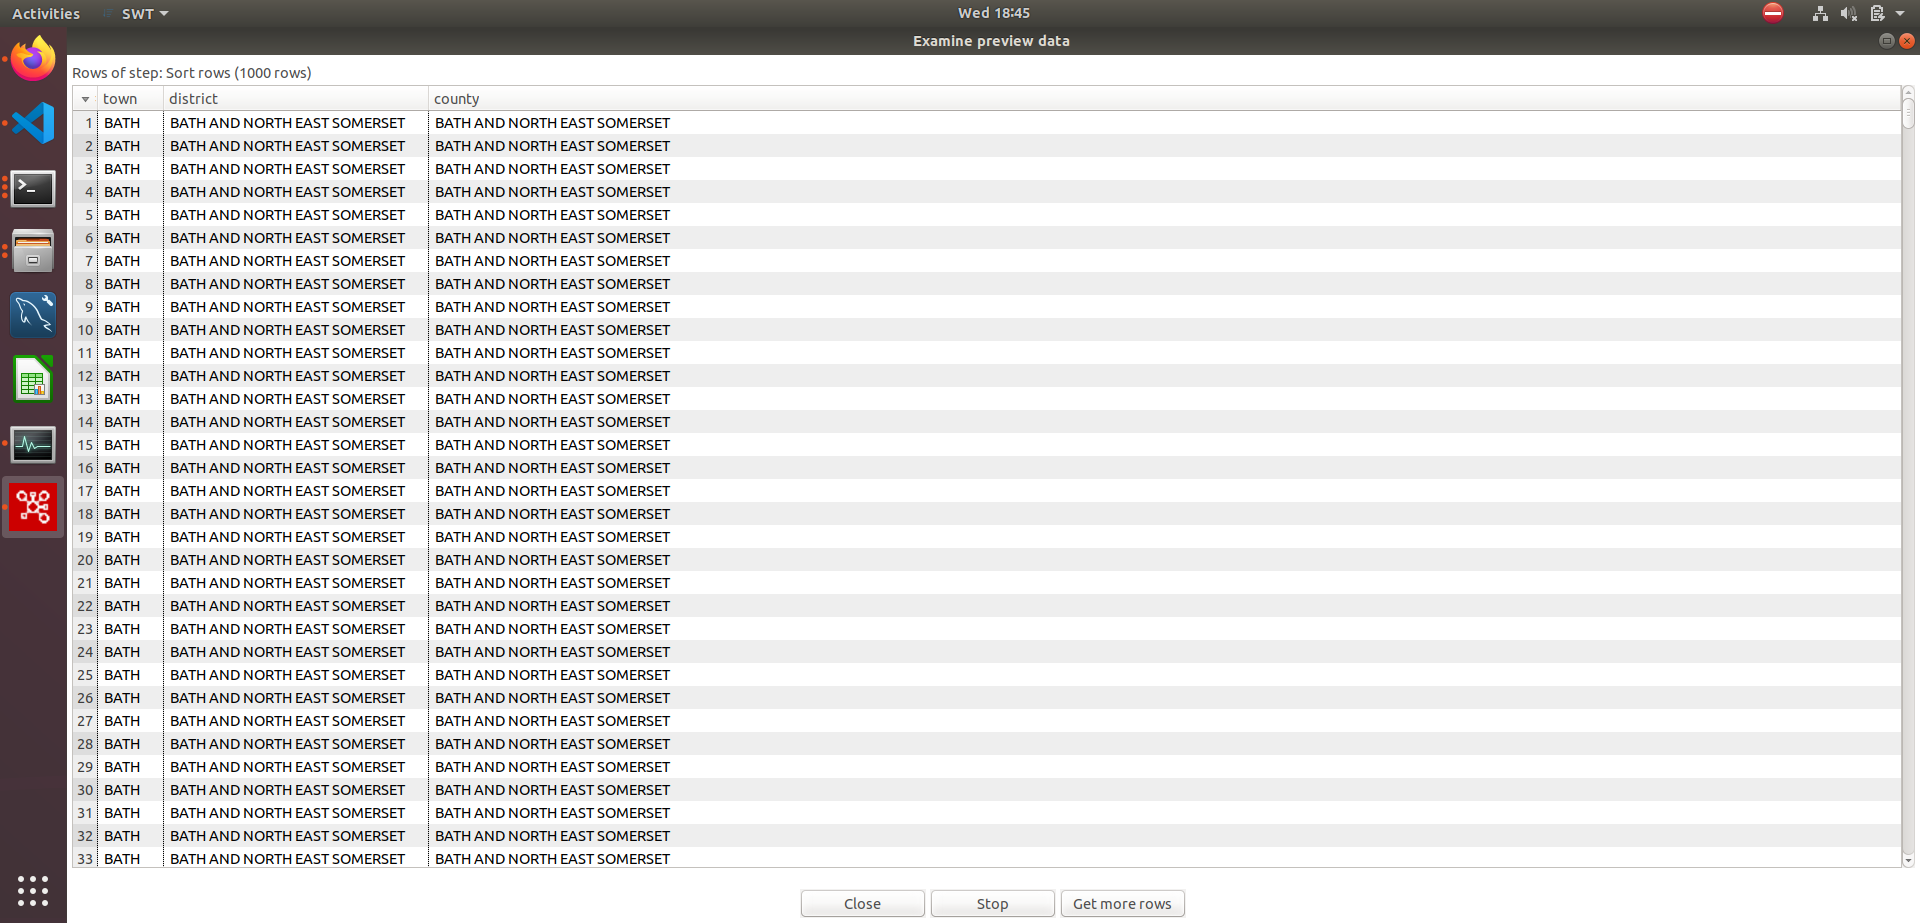 Activities SWT Wed 18:45
Examine preview data
Rows of step: Sort rows (1000 rows)
town district county
1 BATH BATH AND NORTH EAST SOMERSET BATH AND NORTH EAST SOMERSET
2 BATH BATH AND NORTH EAST SOMERSET BATH AND NORTH EAST SOMERSET
3 BATH BATH AND NORTH EAST SOMERSET BATH AND NORTH EAST SOMERSET
4 BATH BATH AND NORTH EAST SOMERSET BATH AND NORTH EAST SOMERSET
5 BATH BATH AND NORTH EAST SOMERSET BATH AND NORTH EAST SOMERSET
6 BATH BATH AND NORTH EAST SOMERSET BATH AND NORTH EAST SOMERSET
7 BATH BATH AND NORTH EAST SOMERSET BATH AND NORTH EAST SOMERSET
8 BATH BATH AND NORTH EAST SOMERSET BATH AND NORTH EAST SOMERSET
9 BATH BATH AND NORTH EAST SOMERSET BATH AND NORTH EAST SOMERSET
10 BATH BATH AND NORTH EAST SOMERSET BATH AND NORTH EAST SOMERSET
11 BATH BATH AND NORTH EAST SOMERSET BATH AND NORTH EAST SOMERSET
12 BATH BATH AND NORTH EAST SOMERSET BATH AND NORTH EAST SOMERSET
13 BATH BATH AND NORTH EAST SOMERSET BATH AND NORTH EAST SOMERSET
14 BATH BATH AND NORTH EAST SOMERSET BATH AND NORTH EAST SOMERSET
15 BATH BATH AND NORTH EAST SOMERSET BATH AND NORTH EAST SOMERSET
16 BATH BATH AND NORTH EAST SOMERSET BATH AND NORTH EAST SOMERSET
17 BATH BATH AND NORTH EAST SOMERSET BATH AND NORTH EAST SOMERSET
18 BATH BATH AND NORTH EAST SOMERSET BATH AND NORTH EAST SOMERSET
19 BATH BATH AND NORTH EAST SOMERSET BATH AND NORTH EAST SOMERSET
20 BATH BATH AND NORTH EAST SOMERSET BATH AND NORTH EAST SOMERSET
21 BATH BATH AND NORTH EAST SOMERSET BATH AND NORTH EAST SOMERSET
22 BATH BATH AND NORTH EAST SOMERSET BATH AND NORTH EAST SOMERSET
23 BATH BATH AND NORTH EAST SOMERSET BATH AND NORTH EAST SOMERSET
24 BATH BATH AND NORTH EAST SOMERSET BATH AND NORTH EAST SOMERSET
25 BATH BATH AND NORTH EAST SOMERSET BATH AND NORTH EAST SOMERSET
26 BATH BATH AND NORTH EAST SOMERSET BATH AND NORTH EAST SOMERSET
27 BATH BATH AND NORTH EAST SOMERSET BATH AND NORTH EAST SOMERSET
28 BATH BATH AND NORTH EAST SOMERSET BATH AND NORTH EAST SOMERSET
29 BATH BATH AND NORTH EAST SOMERSET BATH AND NORTH EAST SOMERSET
30 BATH BATH AND NORTH EAST SOMERSET BATH AND NORTH EAST SOMERSET
31 BATH BATH AND NORTH EAST SOMERSET BATH AND NORTH EAST SOMERSET
32 BATH BATH AND NORTH EAST SOMERSET BATH AND NORTH EAST SOMERSET
33 BATH BATH AND NORTH EAST SOMERSET BATH AND NORTH EAST SOMERSET
Close Stop Get more rows